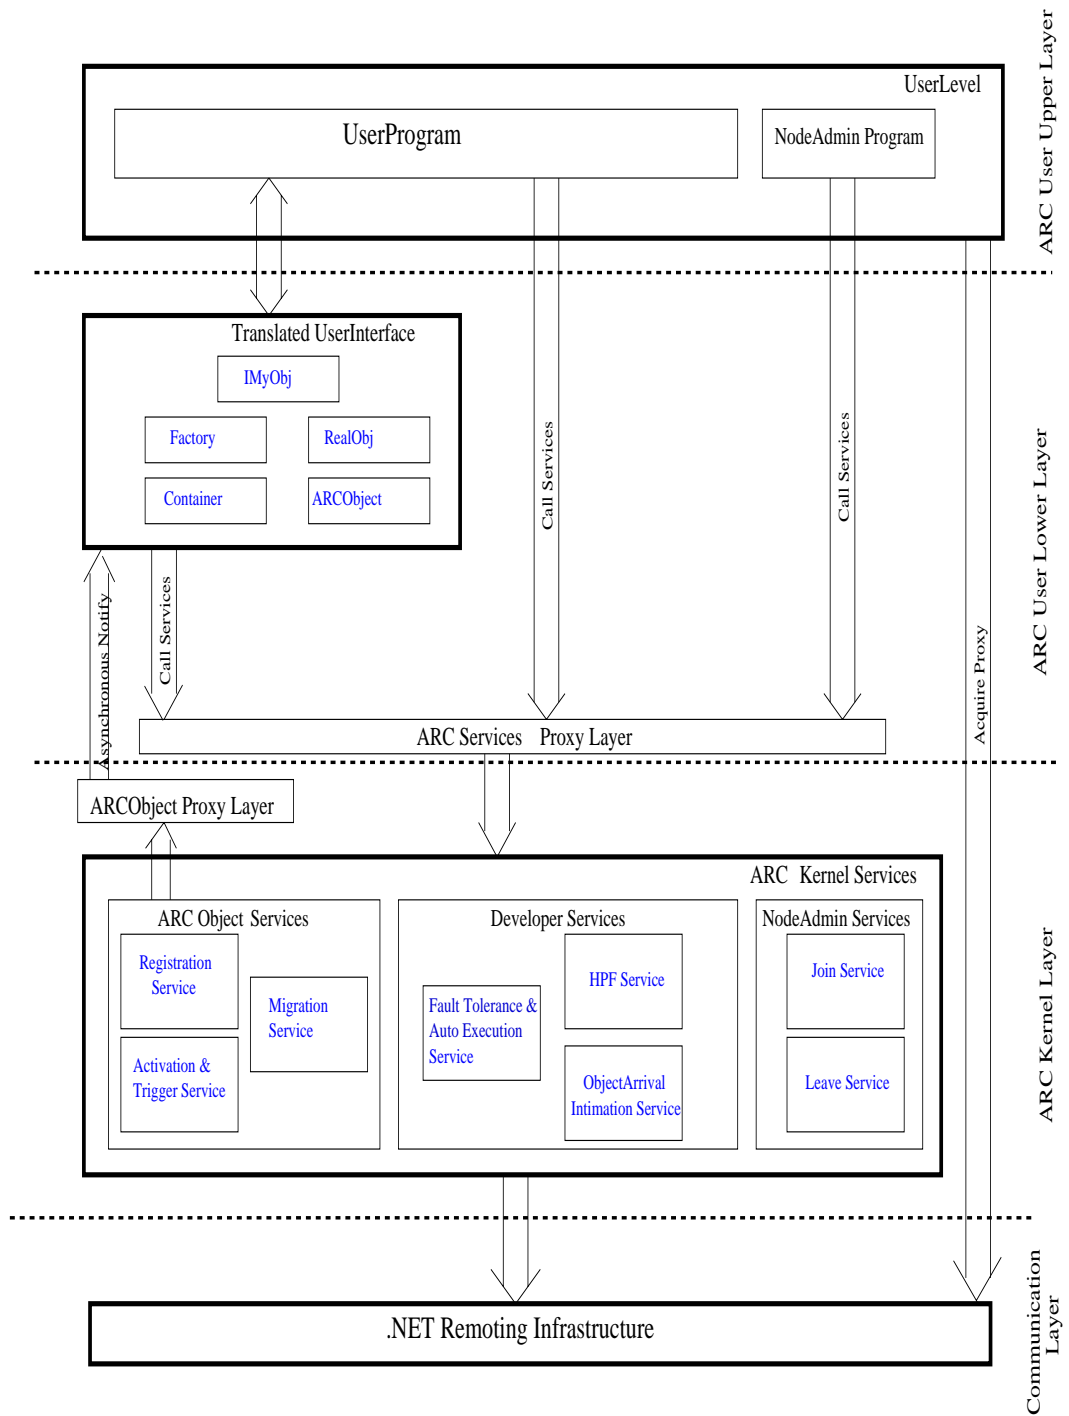 UserLevel
UserProgram
NodeAdmin Program
ARC User Upper Layer
Translated UserInterface
IMyObj
Factory
RealObj
Container
ARCObject
Call Services
Call Services
ARC User Lower Layer
Asynchronous Notify
Call Services
Acquire Proxy
ARC Services Proxy Layer
ARCObject Proxy Layer
ARC Kernel Services
ARC Object Services
Developer Services
NodeAdmin Services
Registration
Service
Migration
Service
Activation &
Trigger Service
HPF Service
Fault Tolerance &
Auto Execution
Service
ObjectArrival
Intimation Service
Join Service
Leave Service
ARC Kernel Layer
.NET Remoting Infrastructure
Communication
Layer